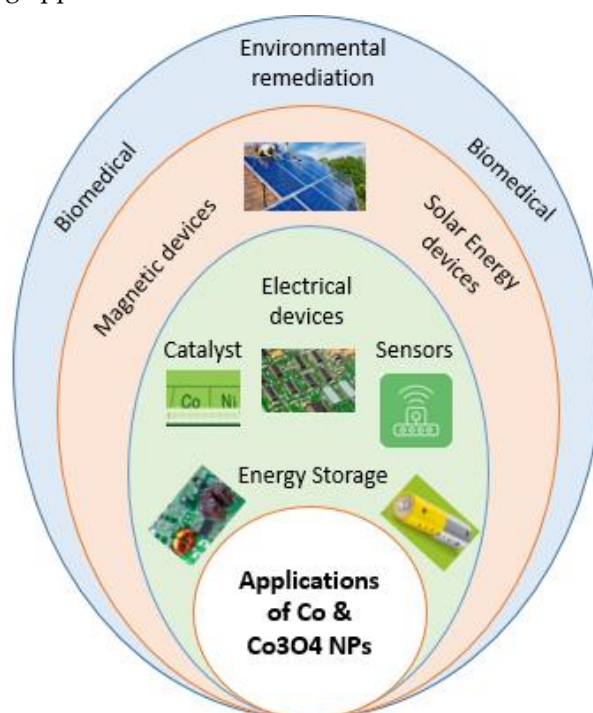 Environmental
remediation
Biomedical
Biomedical
Magnetic devices
Solar Energy
devices
Electrical
devices
Catalyst
Sensors
Co Ni
Energy Storage
Applications
of Co &
Co3O4 NPs